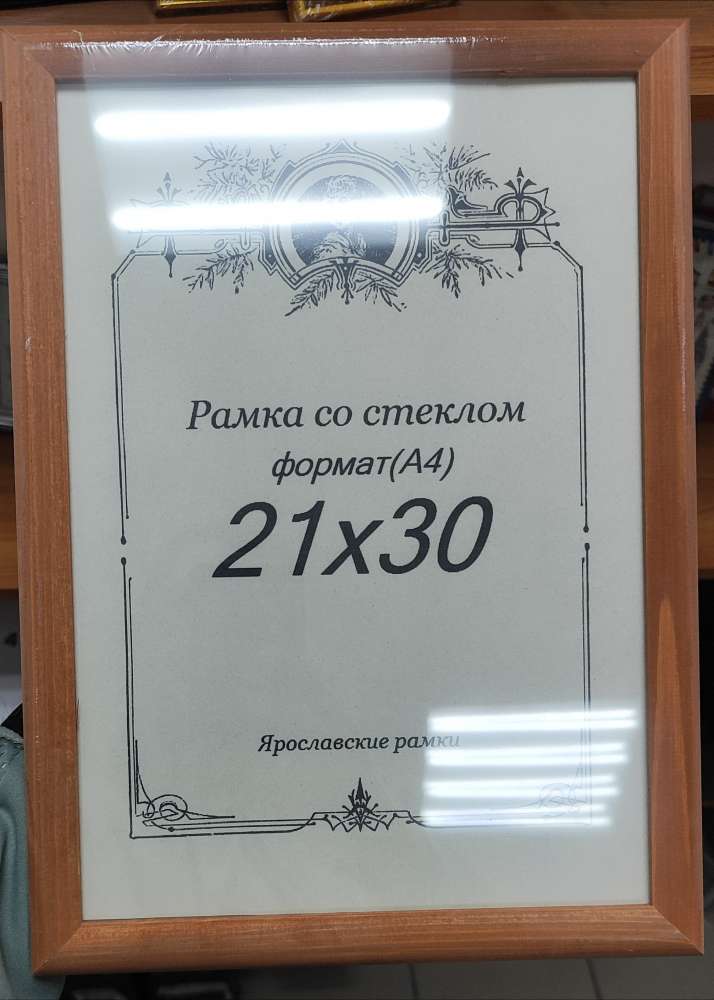 Рамка со стеклом
формат(А4)
21х30
Ярославские рамки